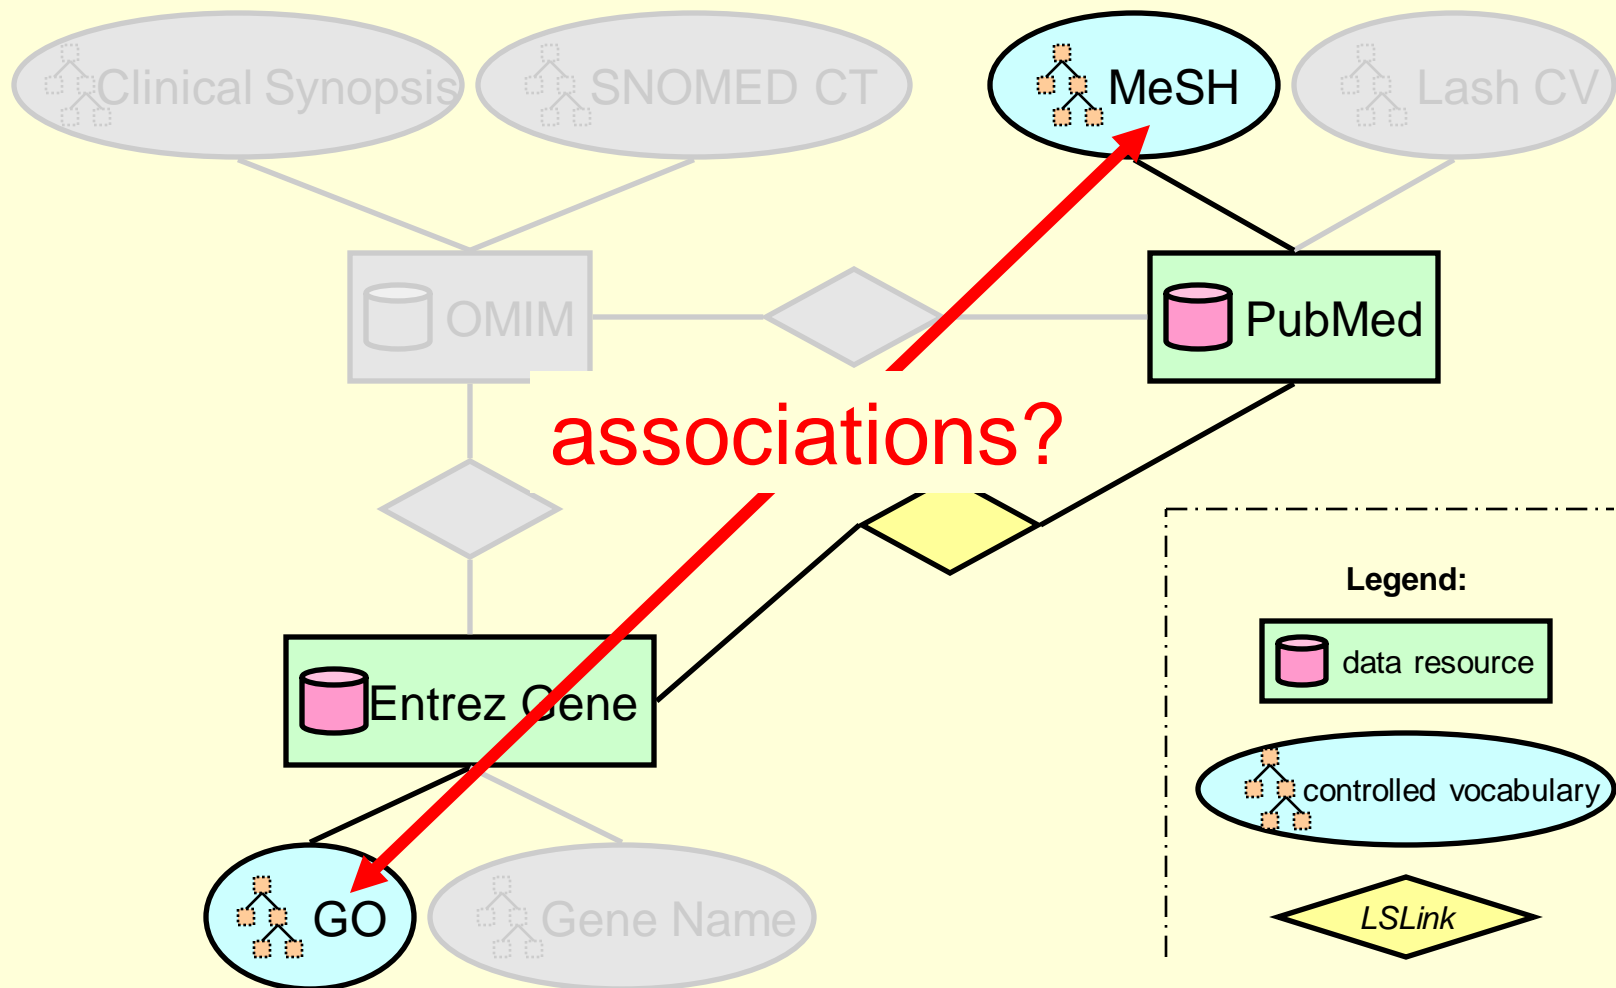 Clinical Synopsis
SNOMED CT
MeSH
Lash CV
OMIM
PubMed
associations?
Entrez Gene
GO
Gene Name
Legend:
data resource
controlled vocabulary
LSLink